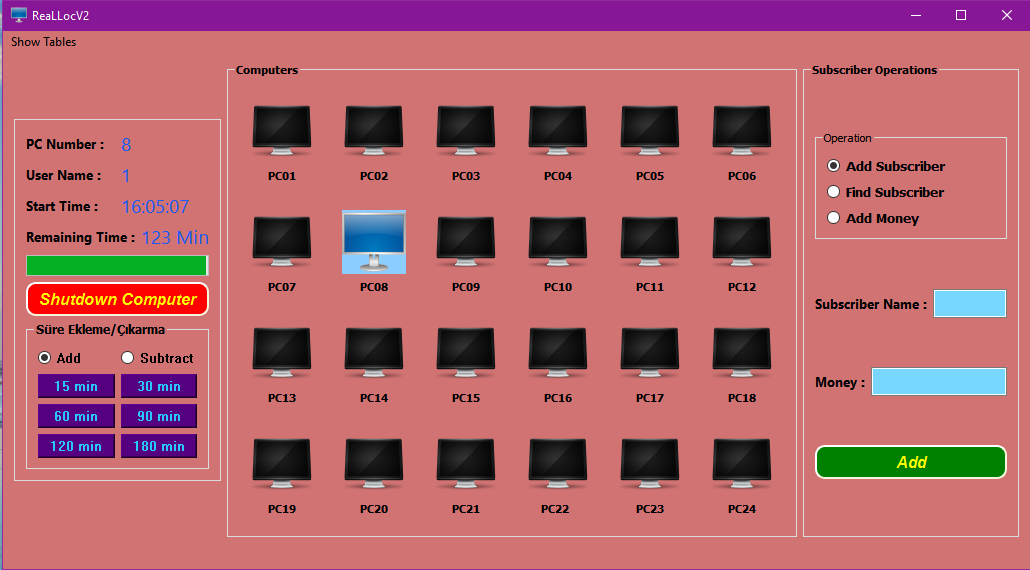 ReaLLocV2
Show Tables
PC Number : 8
User Name : 1
Start Time : 16:05:07
Remaining Time : 123 Min
Shutdown Computer
Süre Ekleme/Çıkarma
Add Subtract
15 min 30 min
60 min 90 min
120 min 180 min
Computers
PC01 PC02 PC03 PC04 PC05 PC06
PC07 PC08 PC09 PC10 PC11 PC12
PC13 PC14 PC15 PC16 PC17 PC18
PC19 PC20 PC21 PC22 PC23 PC24
Subscriber Operations
Operation
Add Subscriber
Find Subscriber
Add Money
Subscriber Name :
Money :
Add